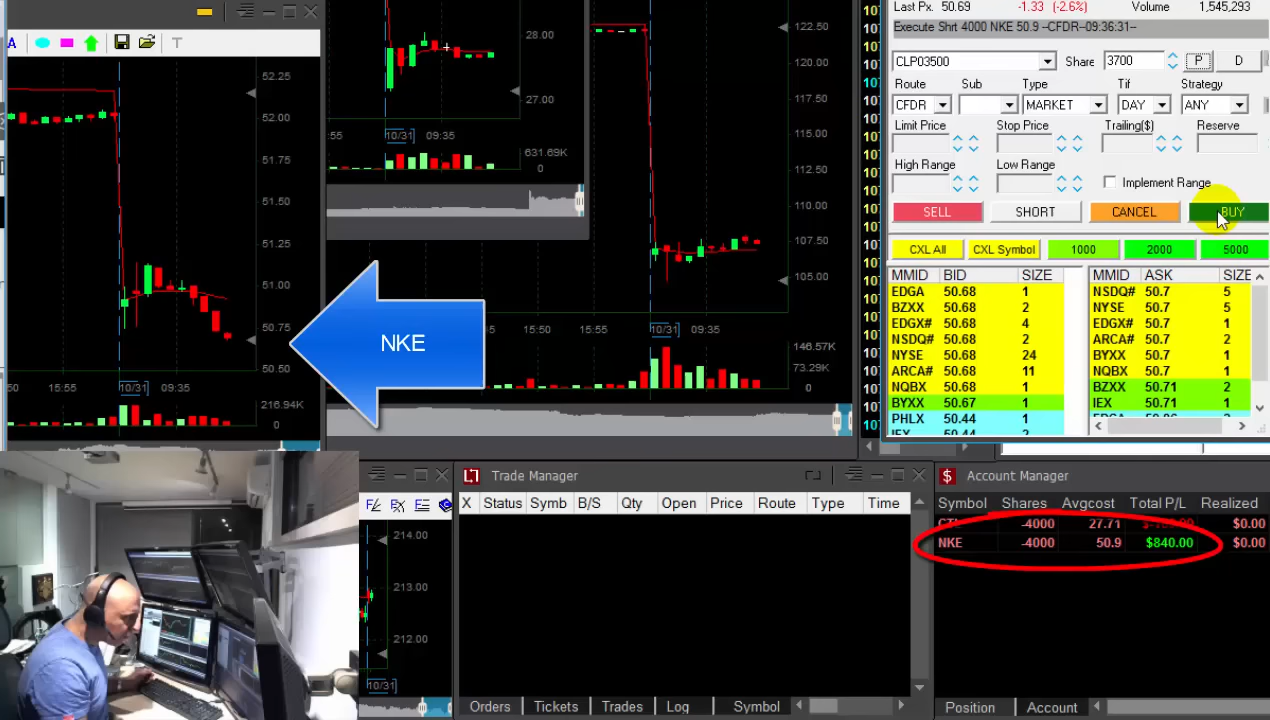 Last Px. 50.69 -1.33 (-2.6%) Volume 1,545,293
Execute Shrt 4000 NKE 50.9 --CFDR--09:36:31--
CLP03500 Share 3700 P D
Route Sub Type Tif Strategy
CFDR MARKET DAY ANY
Limit Price Stop Price Trailing($) Reserve
High Range Low Range
Implement Range
SELL SHORT CANCEL BUY
CXL All CXL Symbol 1000 2000 5000
MMID BID SIZE MMID ASK SIZE
EDGA 50.68 1 NSDQ# 50.7 5
BZXX 50.68 2 NYSE 50.7 5
EDGX# 50.68 4 EDGX# 50.7 1
NSDQ# 50.68 2 ARCA# 50.7 2
NYSE 50.68 24 BYXX 50.7 1
ARCA# 50.68 11 NQBX 50.7 1
NQBX 50.68 1 BZXX 50.71 2
BYXX 50.67 1 IEX 50.71 1
PHLX 50.44 1
A T
52.25
52.00
51.75
51.50
51.25
51.00
50.75
50.50
:50 15:55 10/31 09:35
216.94K
0
28.00
27:00
:55 10/31 09:35
631.69K
0
122.50
120.00
117.50
115.00
112.50
110.00
107.50
105.00
15:50 15:55 10/31 09:35
146.57K
73.29K
0
NKE
214.00
213.00
212.00
10/31
Trade Manager
X Status Symb B/S Qty Open Price Route Type Time
Orders Tickets Trades Log Symbol
$ Account Manager
Symbol Shares Avgcost Total P/L Realized
CTL -4000 27.71 $0.00
NKE -4000 50.9 $840.00 $0.00
Position Account